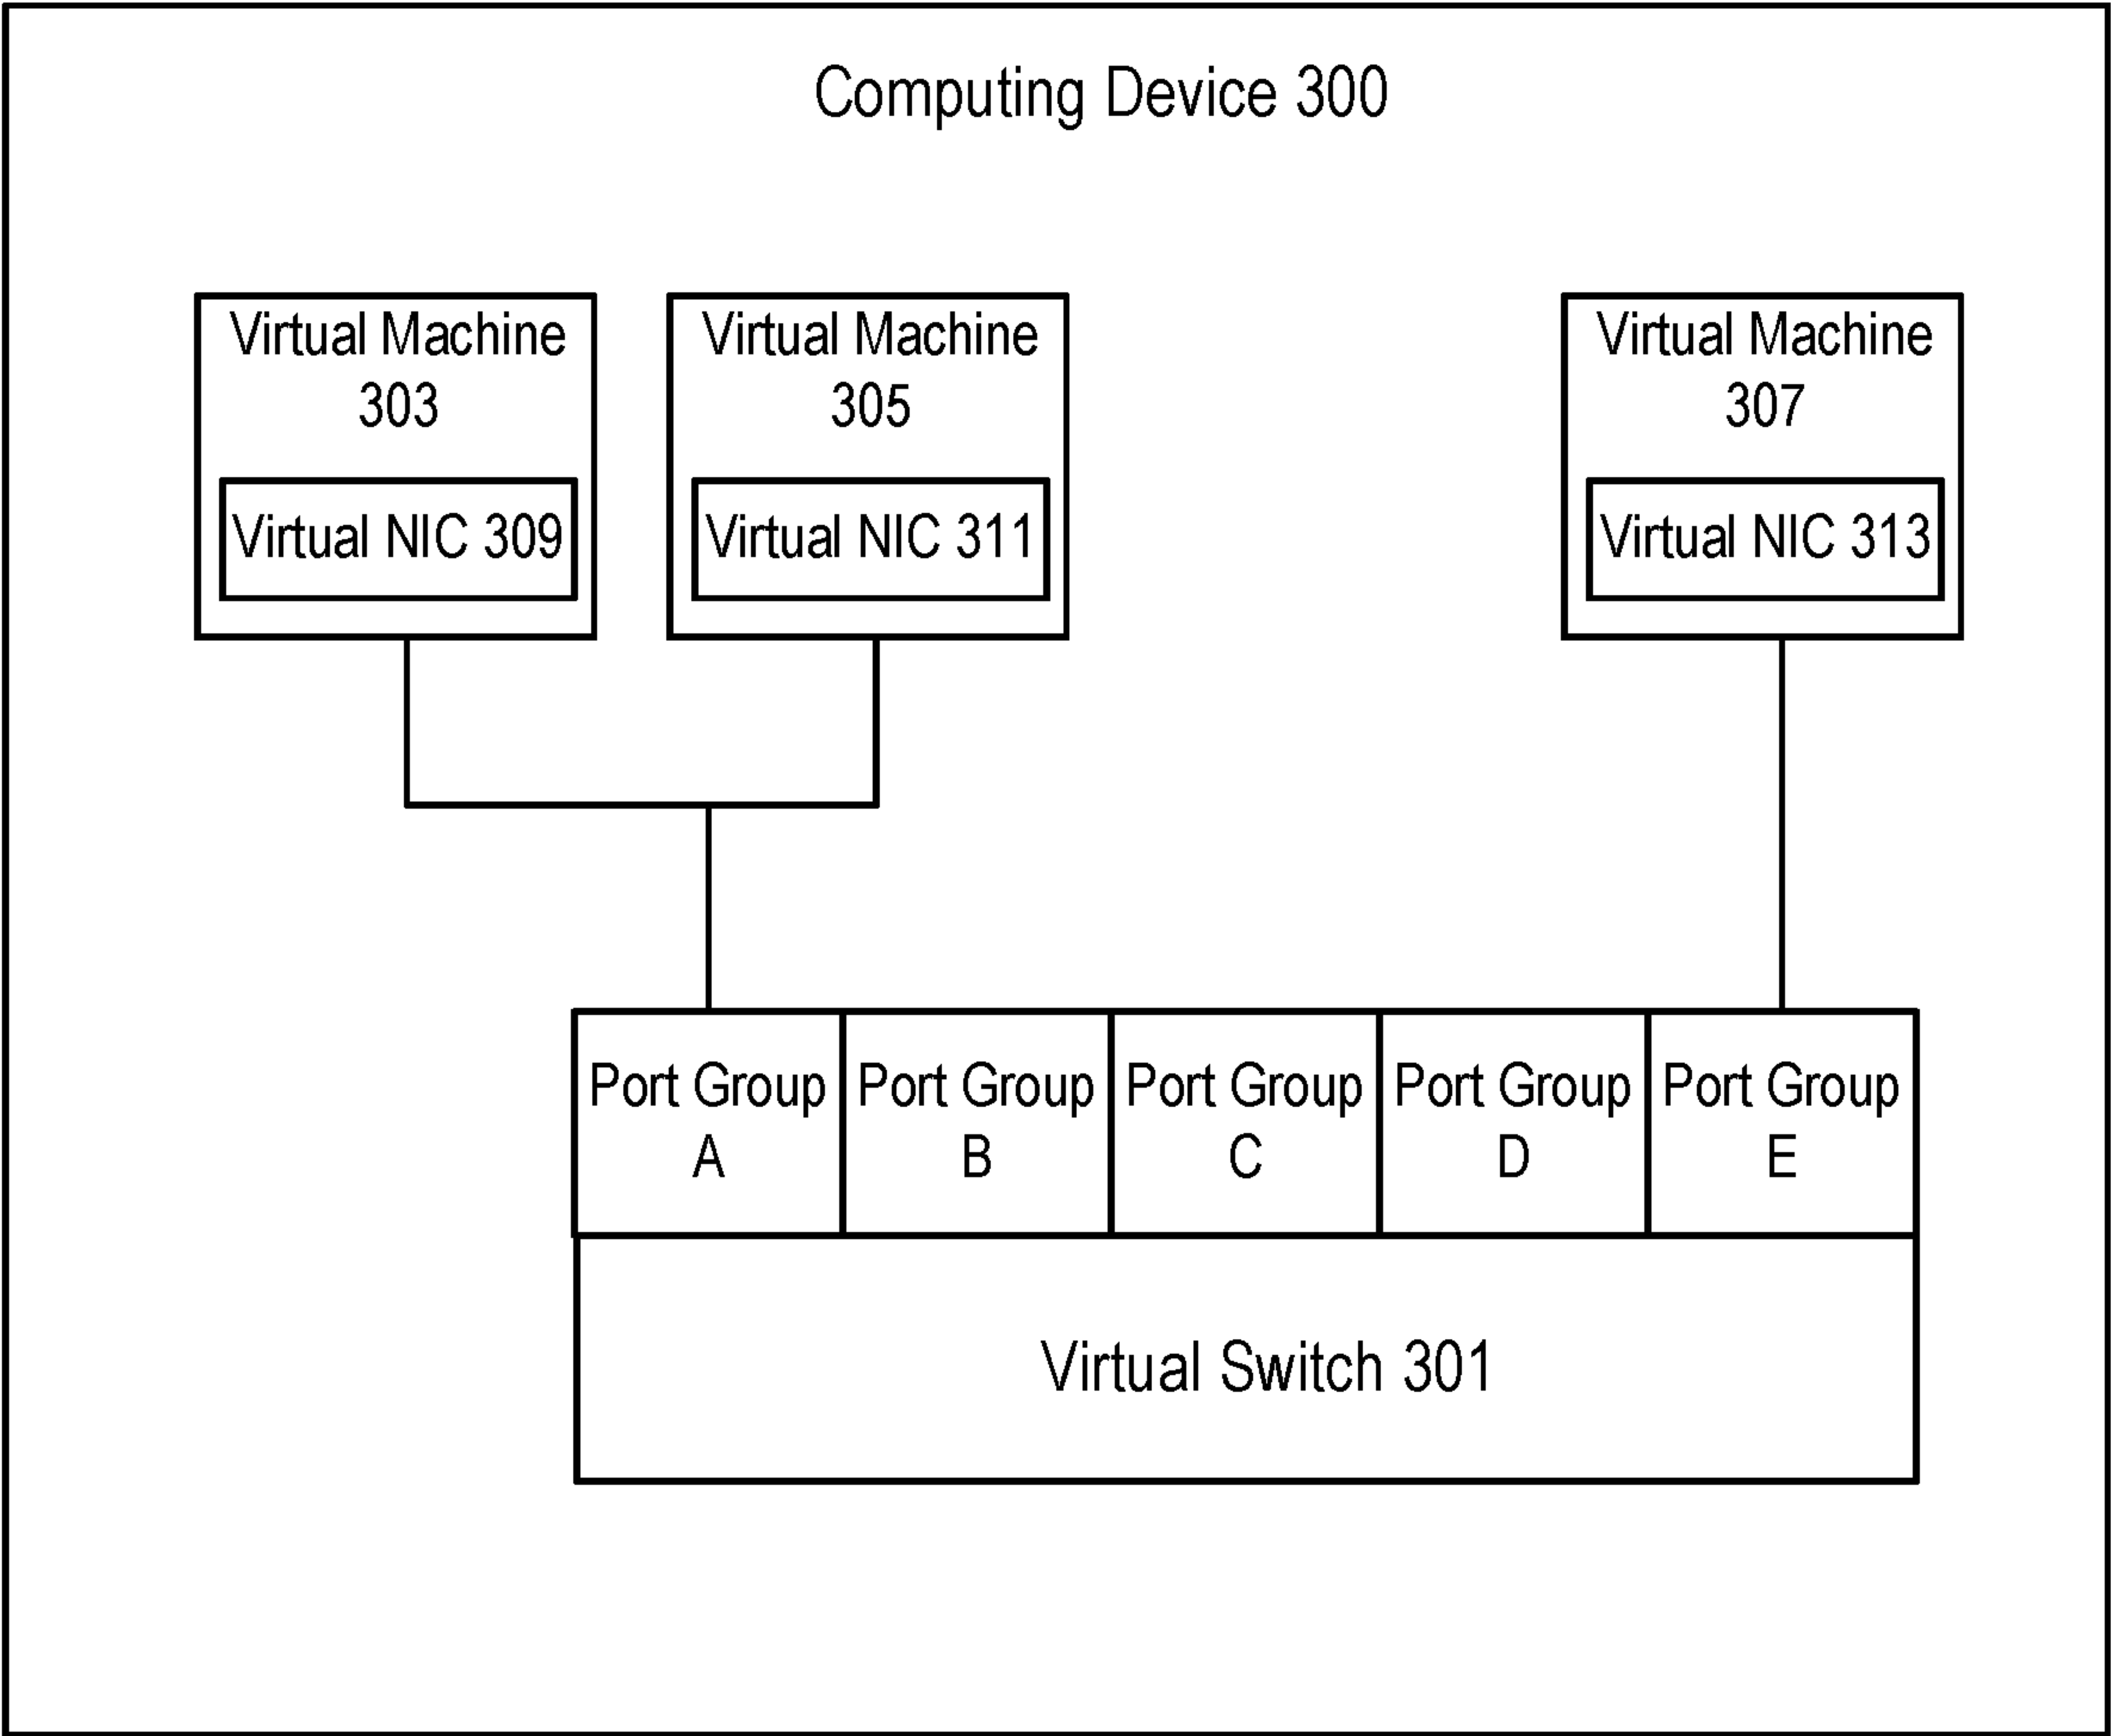 Computing Device 300
Virtual Machine
303
Virtual NIC 309
Virtual Machine
305
Virtual NIC 311
Virtual Machine
307
Virtual NIC 313
Port Group
A
Port Group
B
Port Group
C
Port Group
D
Port Group
E
Virtual Switch 301